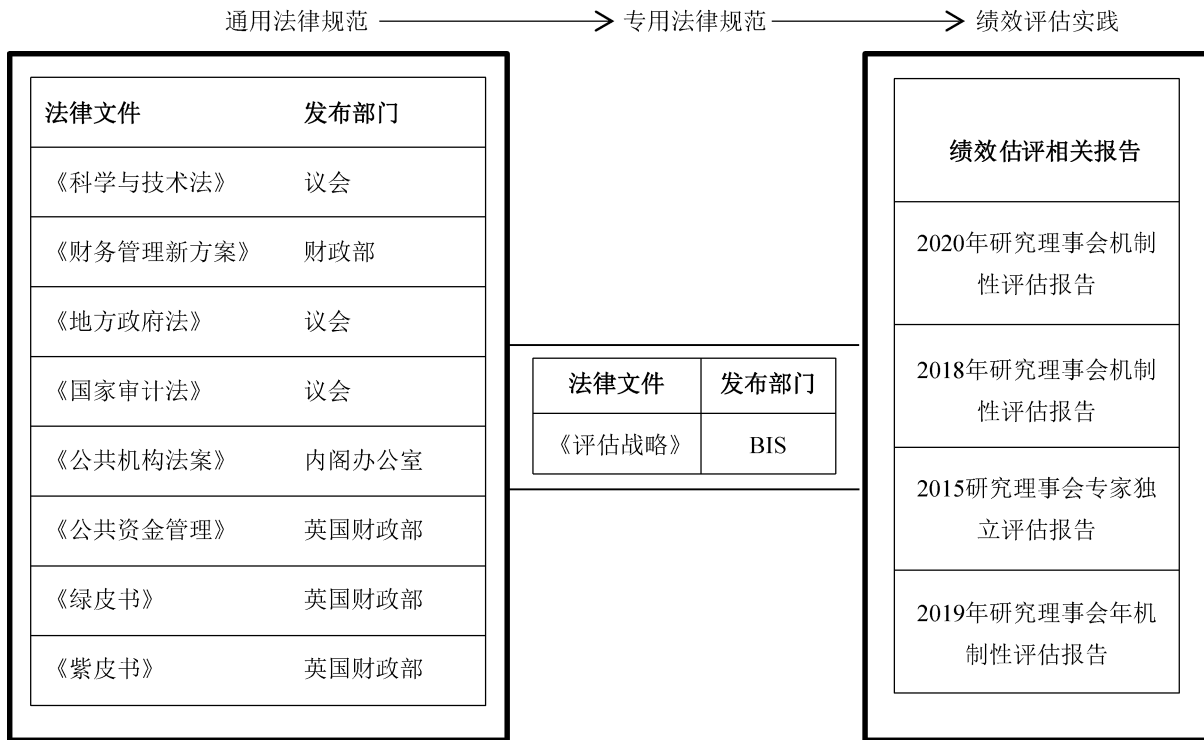 通用法律规范 专用法律规范 绩效评估实践
法律文件 发布部门
《科学与技术法》 议会
《财务管理新方案》 财政部
《地方政府法》 议会
《国家审计法》 议会
《公共机构法案》 内阁办公室
《公共资金管理》 英国财政部
《绿皮书》 英国财政部
《紫皮书》 英国财政部
法律文件 发布部门
《评估战略》 BIS
绩效估评相关报告
2020年研究理事会机制
性评估报告
2018年研究理事会机制
性评估报告
2015研究理事会专家独
立评估报告
2019年研究理事会年机
制性评估报告